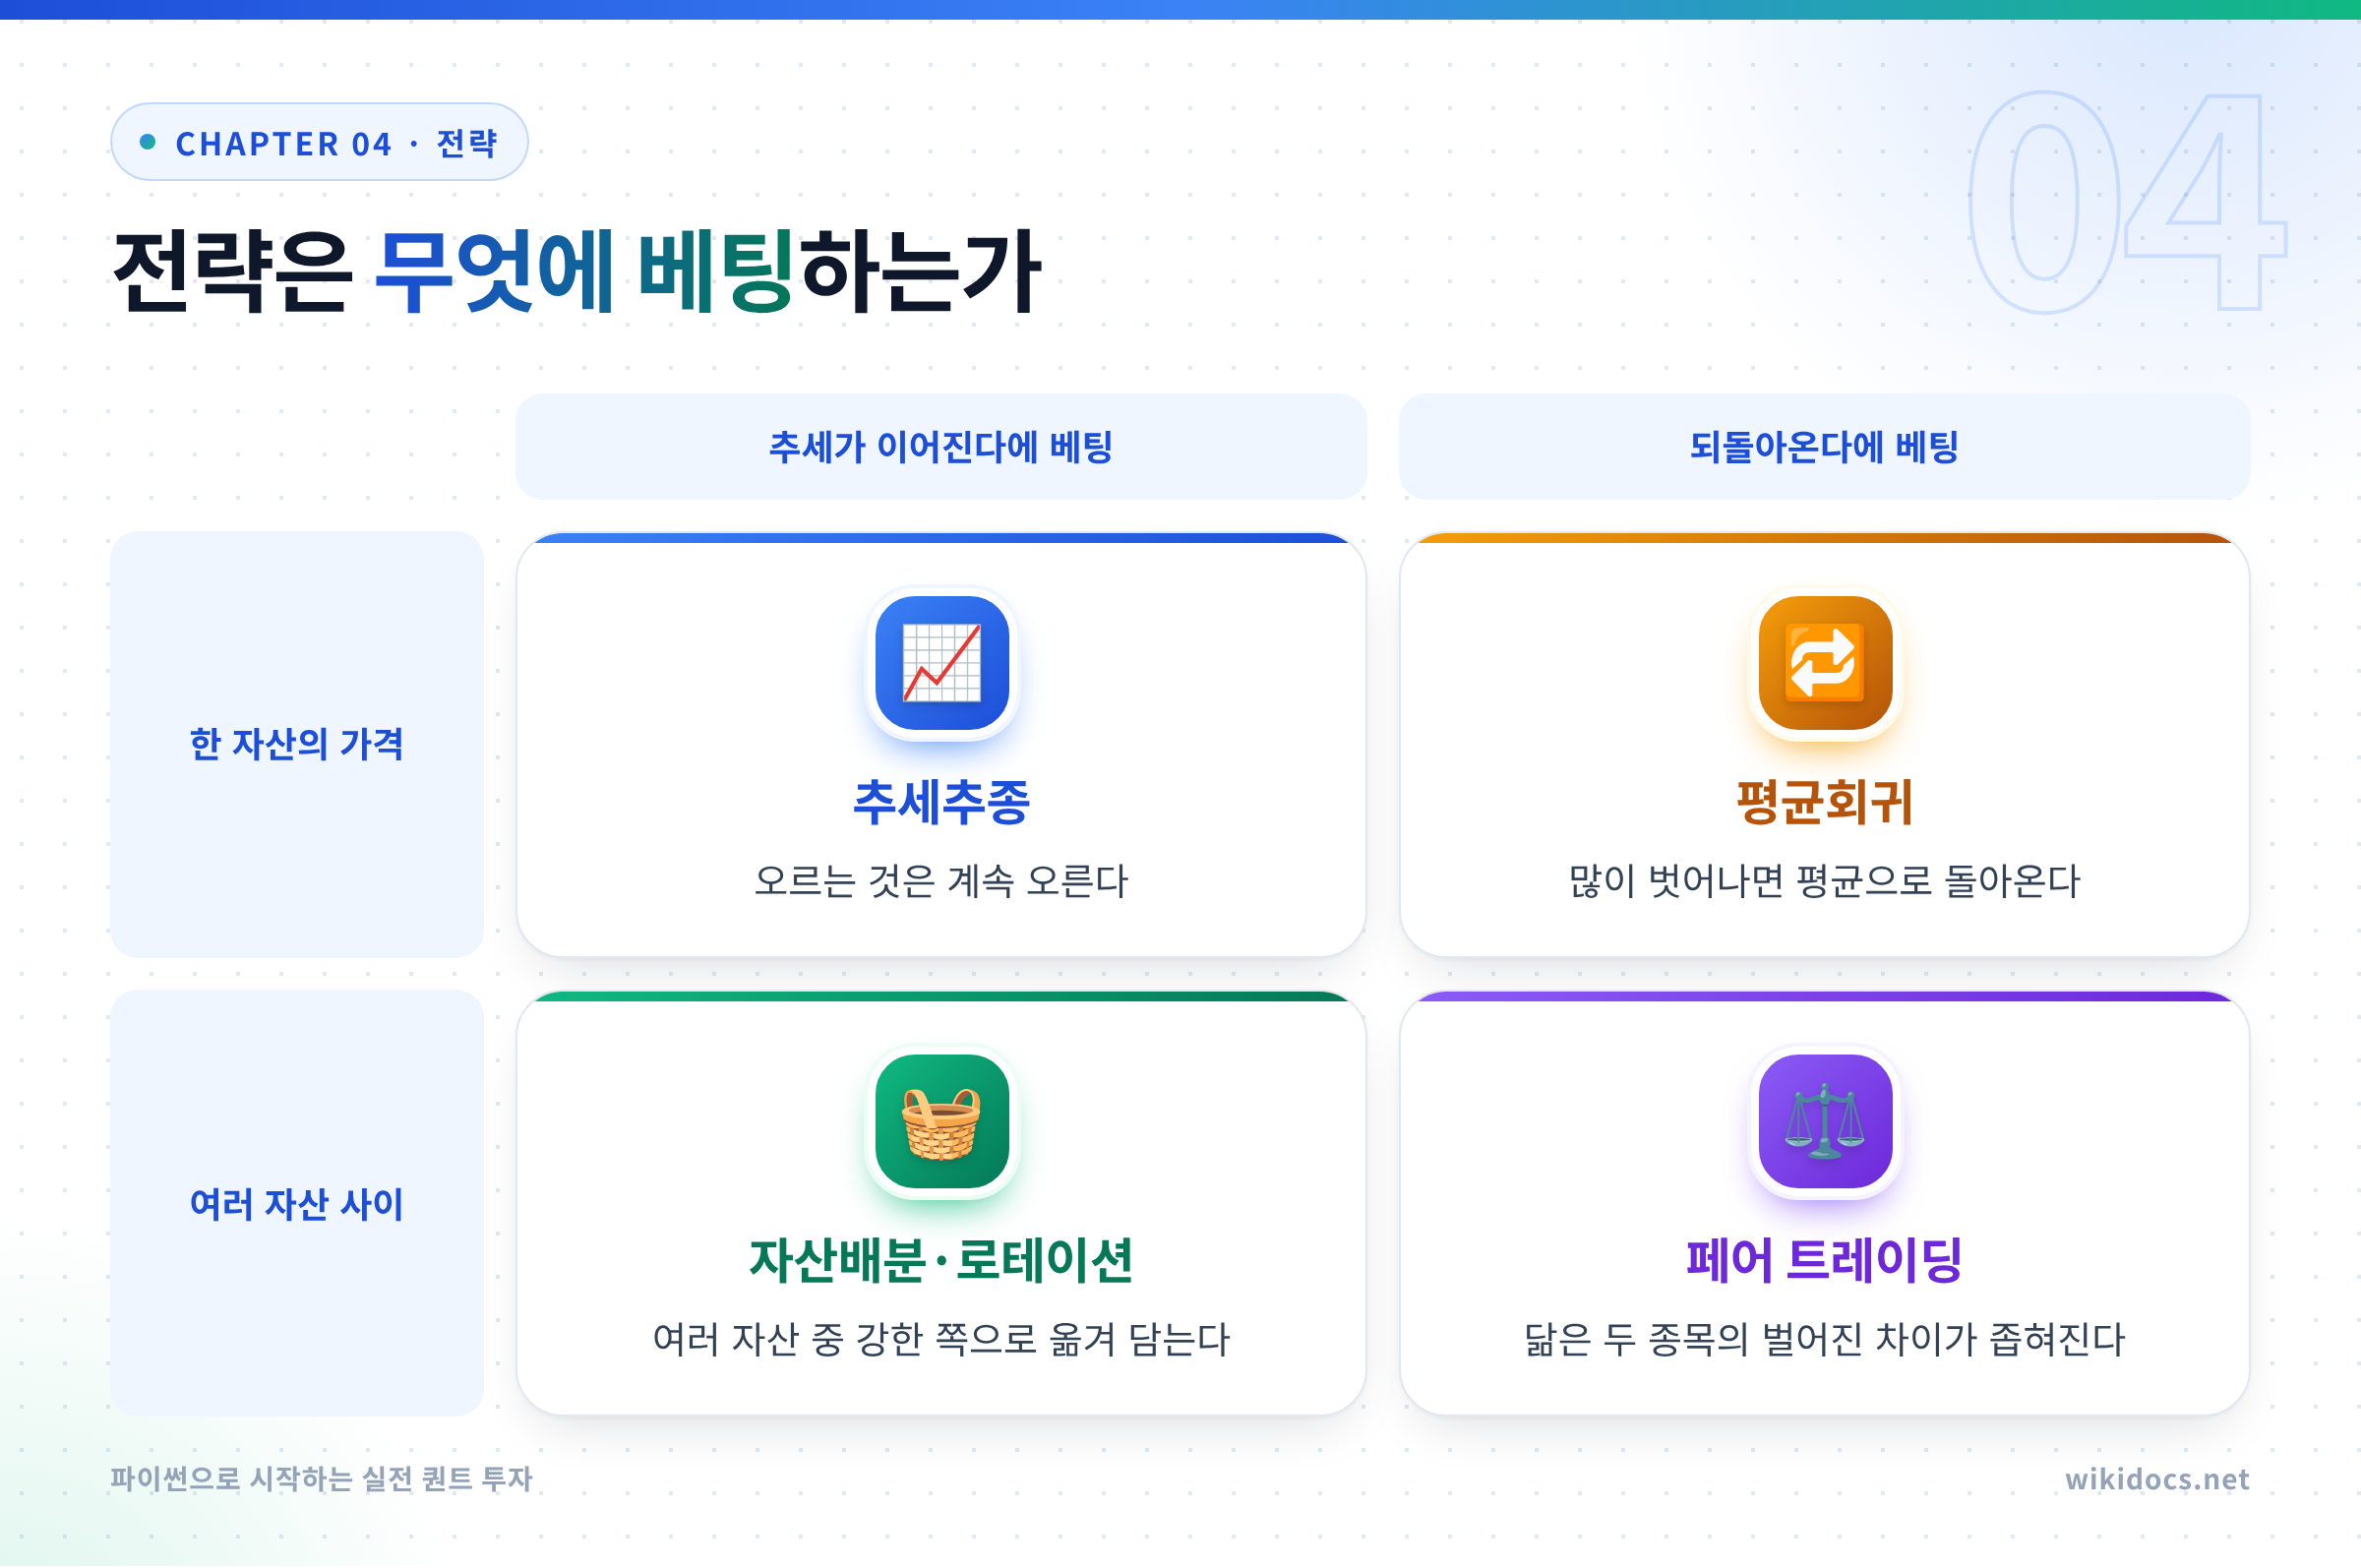 CHAPTER 04 · 전략
04
전략은 무엇에 베팅하는가
추세가 이어진다에 베팅
되돌아온다에 베팅
한 자산의 가격
추세추종
오르는 것은 계속 오른다
평균회귀
많이 벗어나면 평균으로 돌아온다
여러 자산 사이
자산배분·로테이션
여러 자산 중 강한 쪽으로 옮겨 담는다
페어 트레이딩
닮은 두 종목의 벌어진 차이가 좁혀진다
파이썬으로 시작하는 실전 퀀트 투자
wikidocs.net